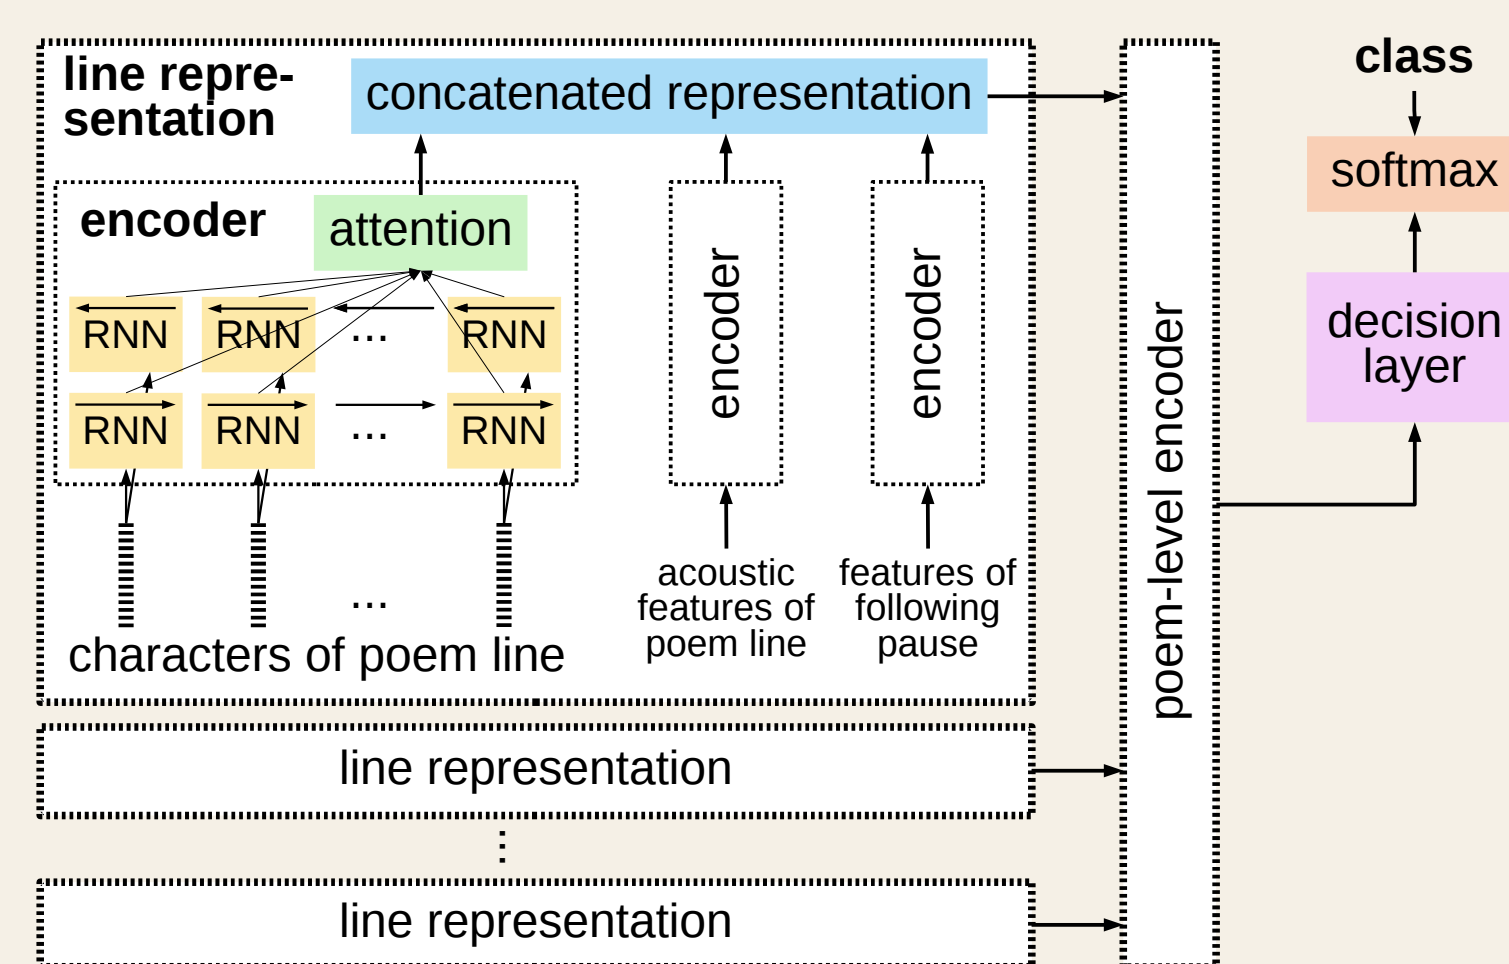 line repre-
sentation
concatenated representation
encoder
attention
RNN
RNN
...
RNN
RNN
RNN
...
RNN
...
characters of poem line
encoder
acoustic
features of
poem line
encoder
features of
following
pause
line representation
...
line representation
poem-level encoder
class
softmax
decision
layer